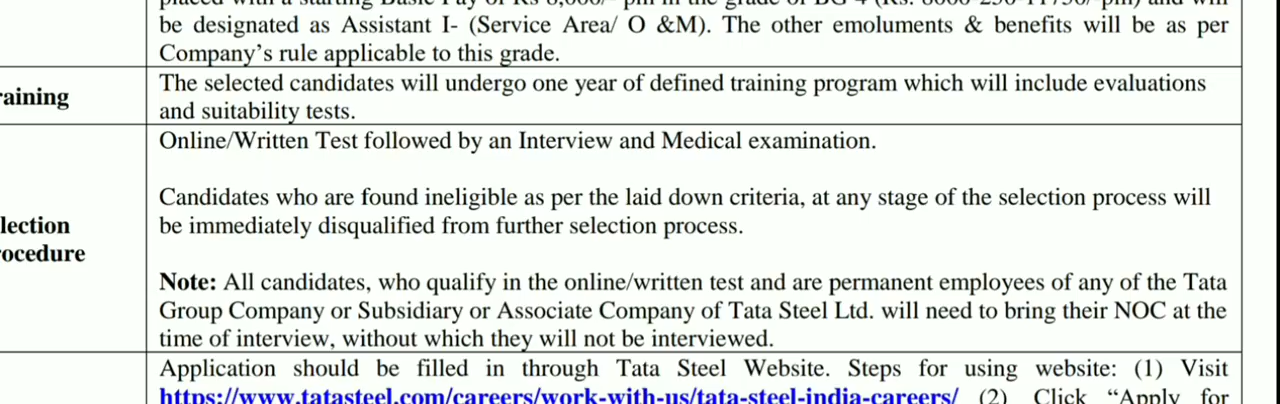 be designated as Assistant I- (Service Area/ O &M). The other emoluments & benefits will be as per
Company's rule applicable to this grade.
The selected candidates will undergo one year of defined training program which will include evaluations
raining
and suitability tests.
Online/Written Test followed by an Interview and Medical examination.
Candidates who are found ineligible as per the laid down criteria, at any stage of the selection process will
lection
be immediately disqualified from further selection process.
ocedure
Note: All candidates, who qualify in the online/written test and are permanent employees of any of the Tata
Group Company or Subsidiary or Associate Company of Tata Steel Ltd. will need to bring their NOC at the
time of interview, without which they will not be interviewed.
Application should be filled in through Tata Steel Website. Steps for using website: (1) Visit
https://www.tatasteel.com/careers/work-with-us/tata-steel-india-careers/ (2) Click "Apply for